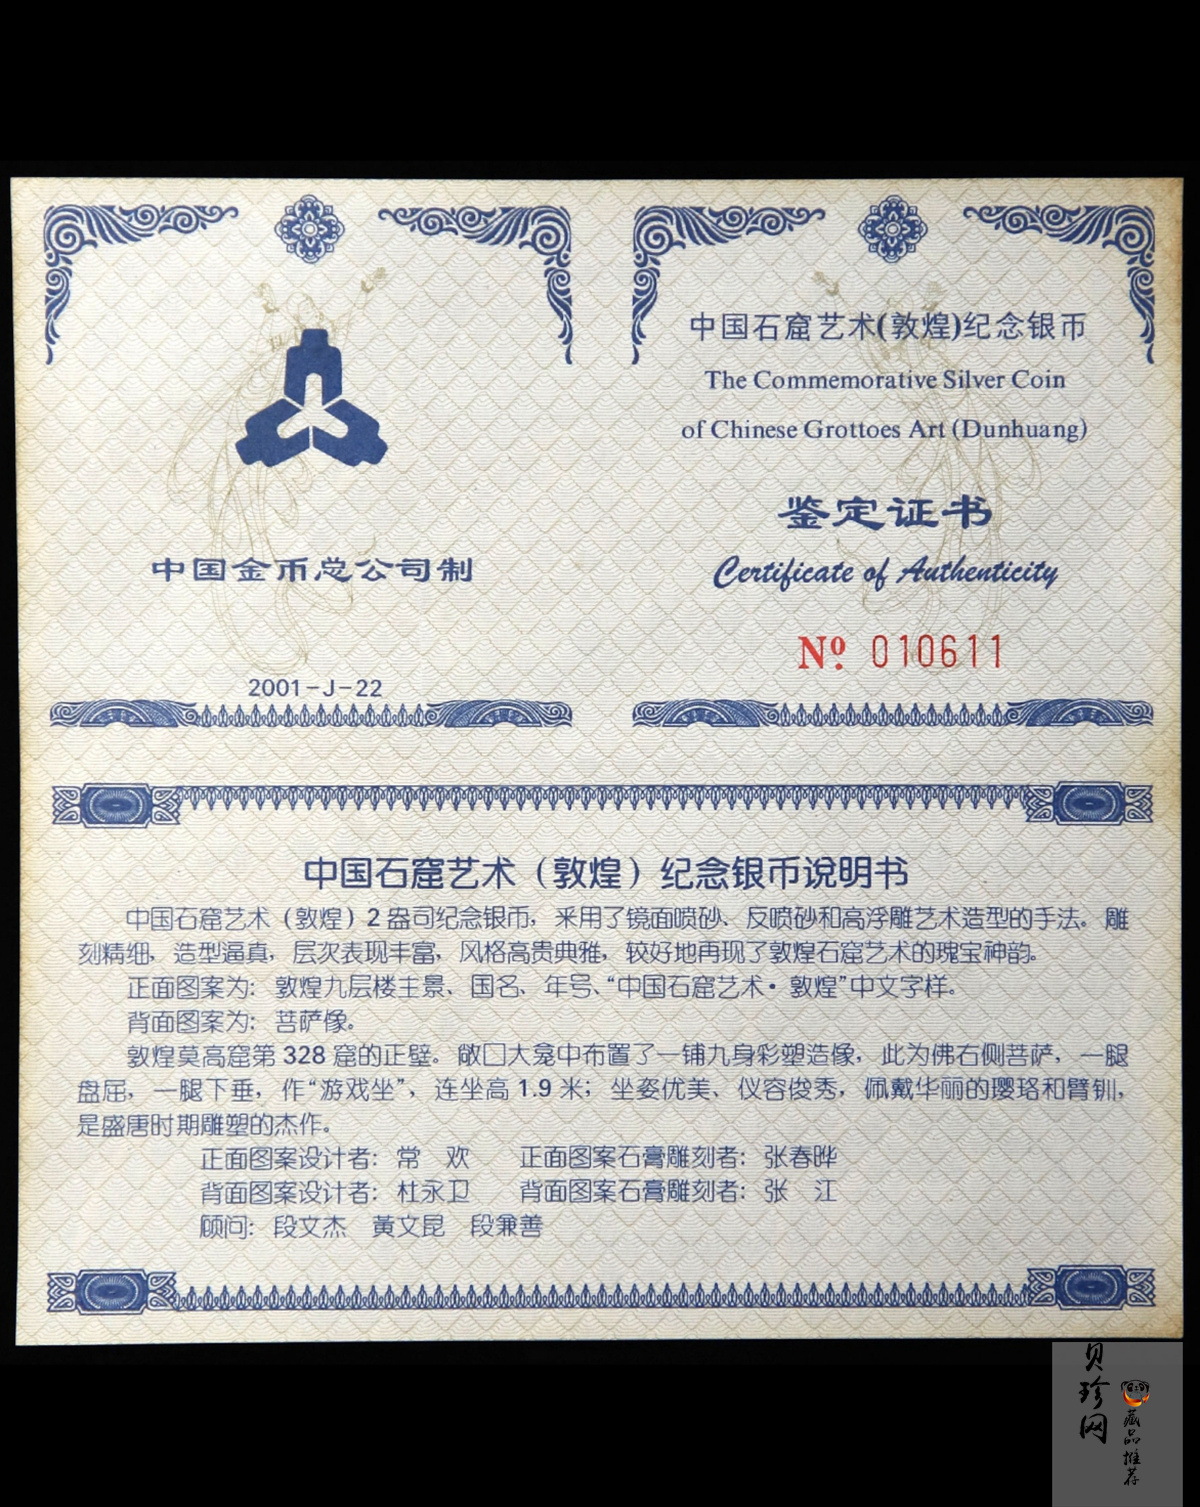 中国金币总公司制
2001-J-22
中国石窟艺术(敦煌)纪念银币
The Commemorative Silver Coin
of Chinese Grottoes Art (Dunhuang)
鉴定证书
Certificate of Authenticity
Nº 010611
中国石窟艺术（敦煌）纪念银币说明书
中国石窟艺术（敦煌）2盎司纪念银币，采用了镜面喷砂、反喷砂和高浮雕艺术造型的手法。雕
刻精细，造型逼真，层次表现丰富，风格高贵典雅，较好地再现了敦煌石窟艺术的瑰宝神韵。
正面图案为：敦煌九层楼主景、国名、年号、“中国石窟艺术·敦煌”中文字样。
背面图案为：菩萨像。
敦煌莫高窟第 328 窟的正壁。敞口大龛中布置了一铺九身彩塑造像，此为佛右侧菩萨，一腿
盘屈，一腿下垂，作“游戏坐”，连坐高 1.9 米；坐姿优美、仪容俊秀，佩戴华丽的璎珞和臂钏，
是盛唐时期雕塑的杰作。
正面图案设计者：常 欢 正面图案石膏雕刻者：张春晔
背面图案设计者：杜永卫 背面图案石膏雕刻者：张 江
顾问：段文杰 黄文昆 段兼善
贝珍网
藏品推荐